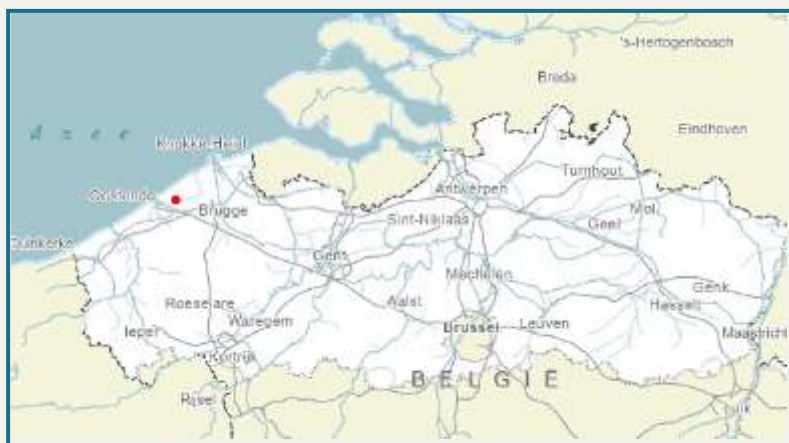 's-Hertogenbosch
Breda
Eindhoven
d z e e
Knokke-Heist
Turnhout
Antwerpen
Oostende
Mol
Brugge
Sint-Niklaas
Geel
Duinkerke
Gent
Mechelen
Genk
Roeselare
Aalst
Hasselt
Waregem
Brussel
Leuven
Ieper
Maastricht
Kortrijk
BELGIE
Rijsel
Luik